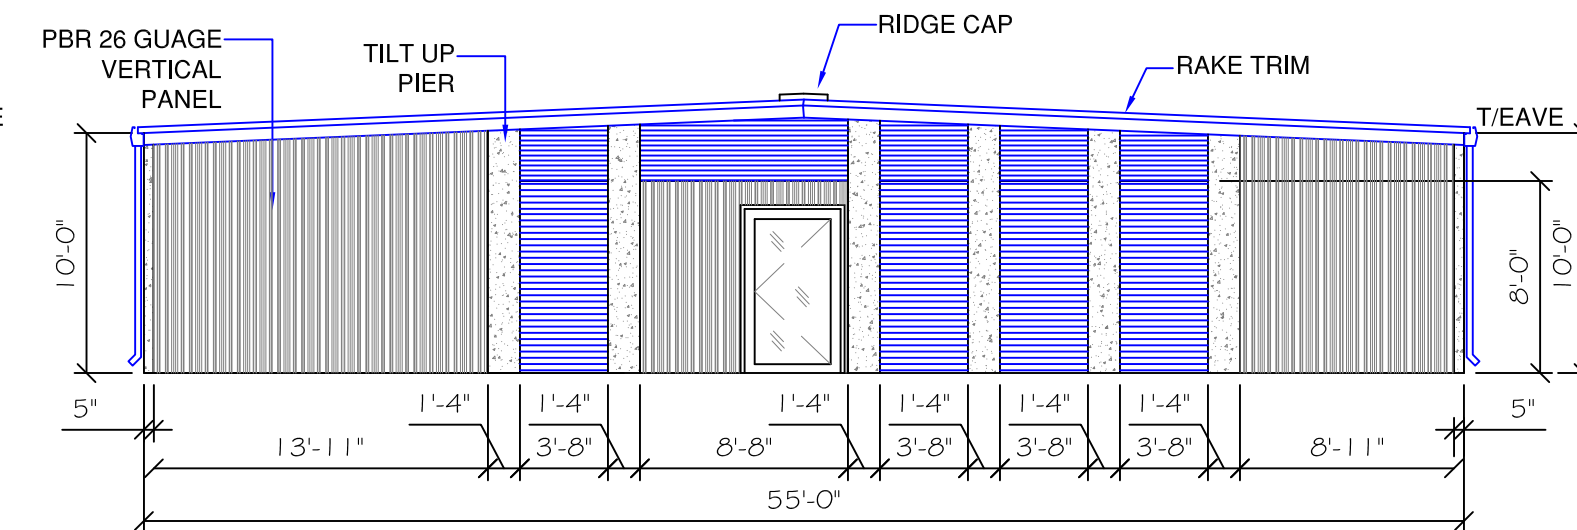 RIDGE CAP
PBR 26 GUAGE
VERTICAL
PANEL
TILT UP
PIER
RAKE TRIM
T/EAVE
10'-0"
8'-0"
10'-0"
5"
1'-4"
1'-4"
1'-4"
1'-4"
1'-4"
1'-4"
5"
13'-11"
3'-8"
8'-8"
3'-8"
3'-8"
3'-8"
8'-11"
55'-0"